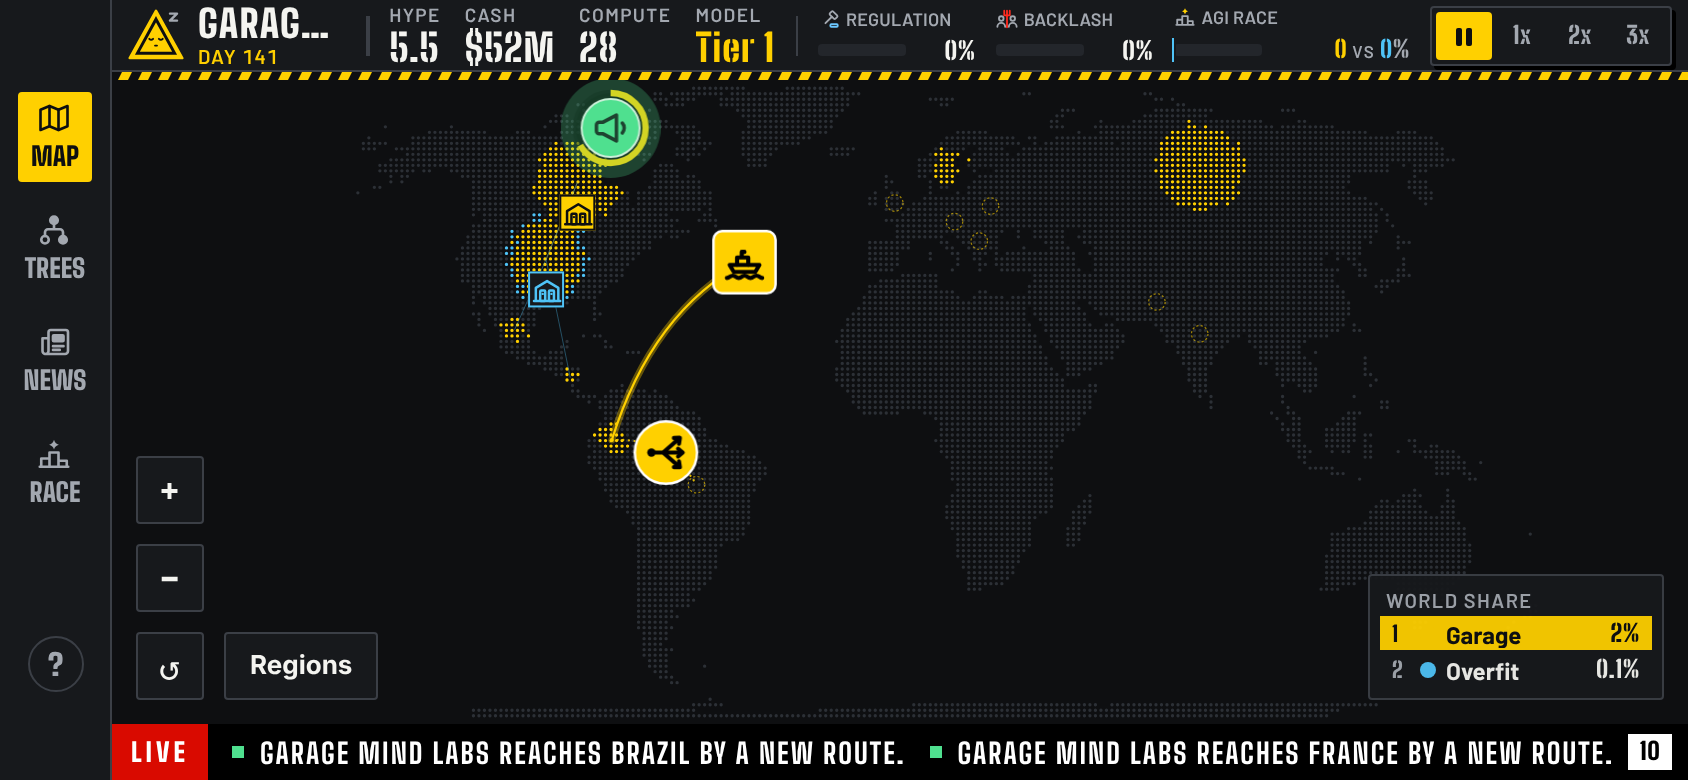 GARAG...
DAY 141
HYPE
5.5
CASH
$52M
COMPUTE
28
MODEL
Tier 1
REGULATION
0%
BACKLASH
0%
AGI RACE
0 VS 0%
1x
2x
3x
MAP
TREES
NEWS
RACE
?
+
−
↺
Regions
WORLD SHARE
1 Garage 2%
2 Overfit 0.1%
LIVE
GARAGE MIND LABS REACHES BRAZIL BY A NEW ROUTE.
GARAGE MIND LABS REACHES FRANCE BY A NEW ROUTE.
10